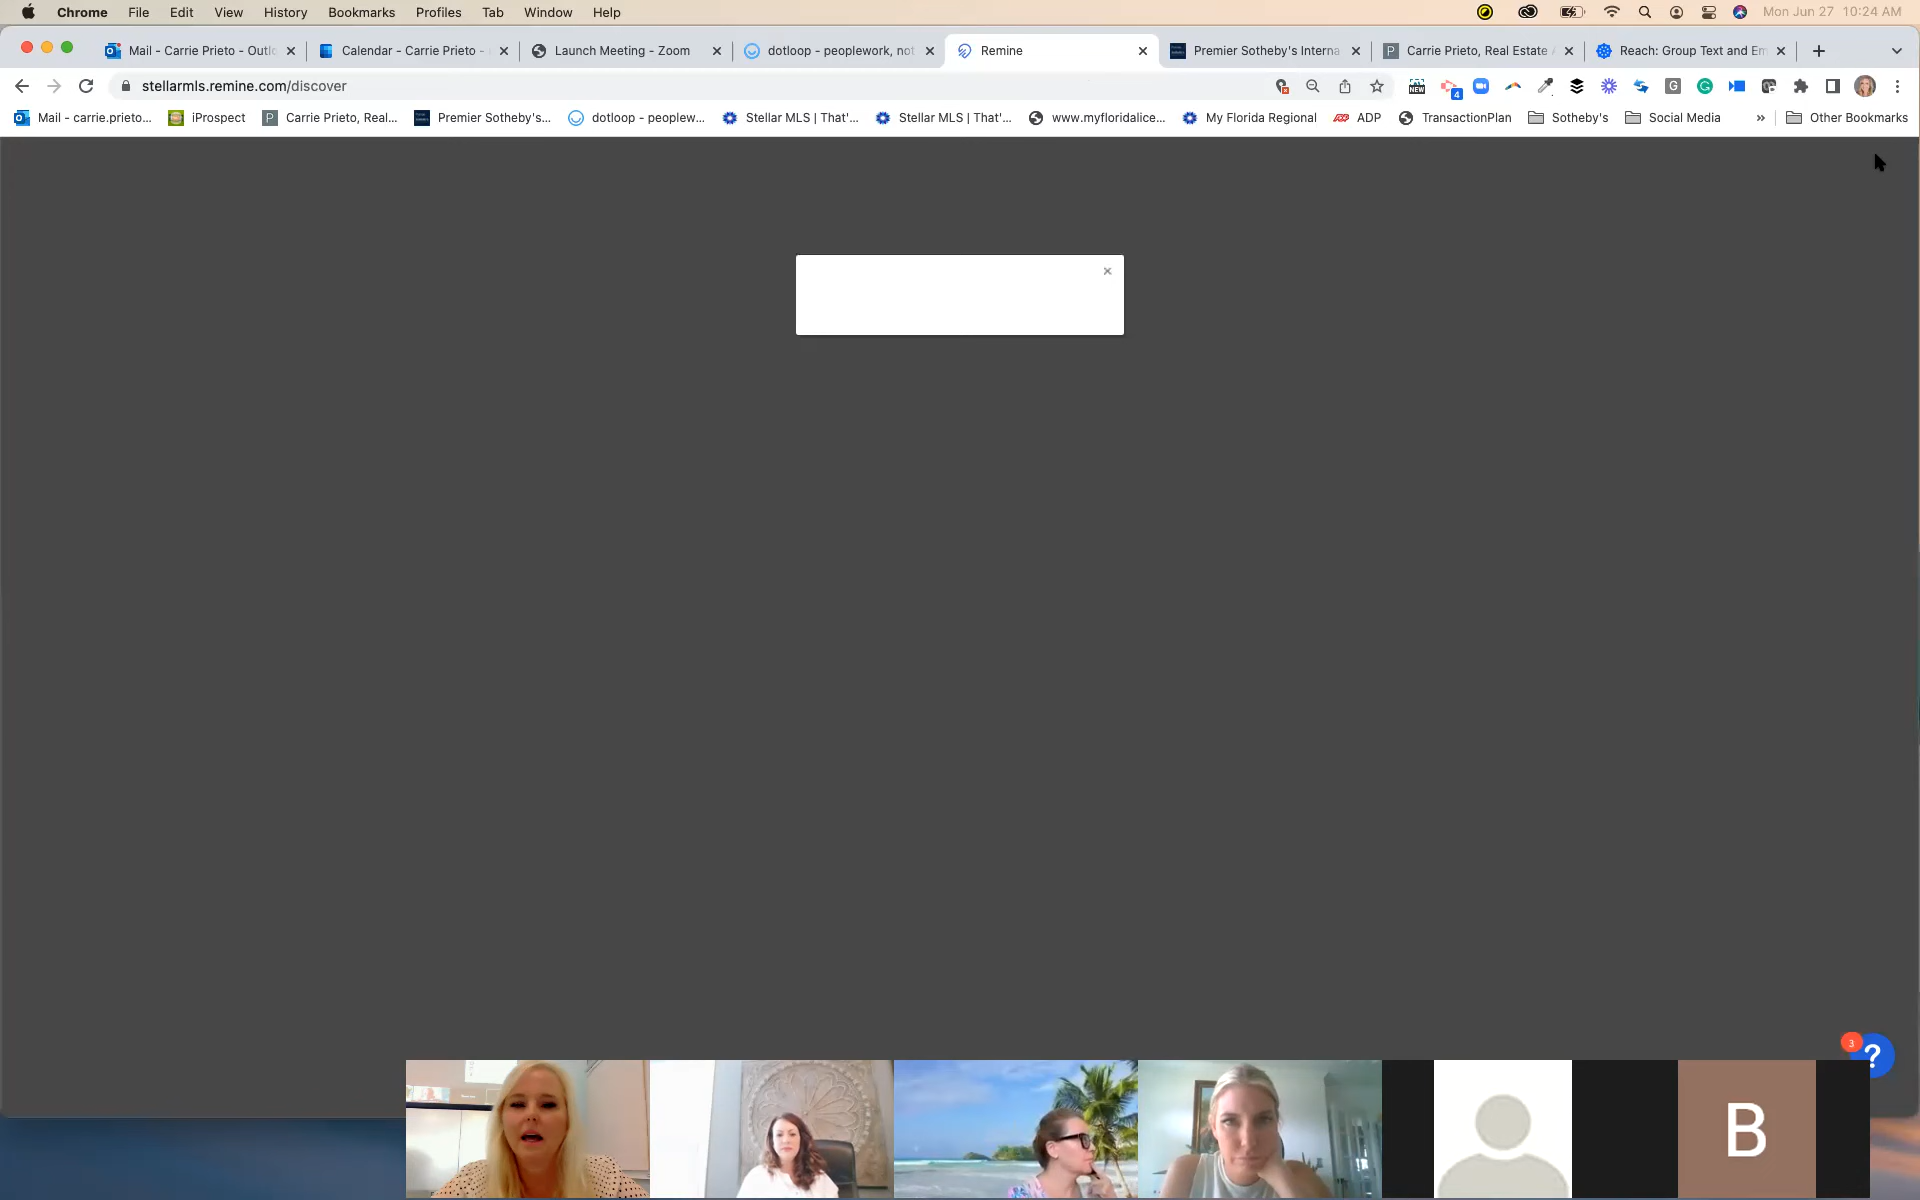 Chrome File Edit View History Bookmarks Profiles Tab Window Help Mon Jun 27 10:24 AM
Mail - Carrie Prieto - Outlo Calendar - Carrie Prieto - Launch Meeting - Zoom dotloop - peoplework, not Remine Premier Sotheby's Interna Carrie Prieto, Real Estate Reach: Group Text and Em
stellarmls.remine.com/discover NEW 4 G
Mail - carrie.prieto... iProspect P Carrie Prieto, Real... Premier Sotheby's... dotloop - peoplew... Stellar MLS | That'... Stellar MLS | That'... www.myfloridalice... My Florida Regional ADP TransactionPlan Sotheby's Social Media » Other Bookmarks
3
?
B